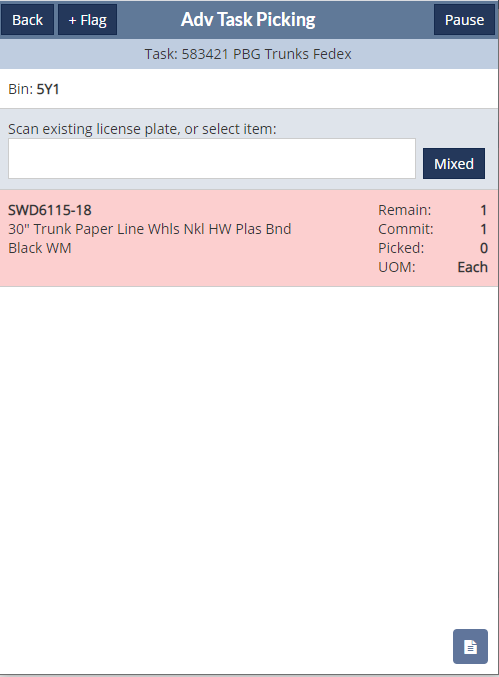 Back + Flag Adv Task Picking Pause
Task: 583421 PBG Trunks Fedex
Bin: 5Y1
Scan existing license plate, or select item:
Mixed
SWD6115-18 Remain: 1
30" Trunk Paper Line Whls Nkl HW Plas Bnd Commit: 1
Black WM Picked: 0
UOM: Each